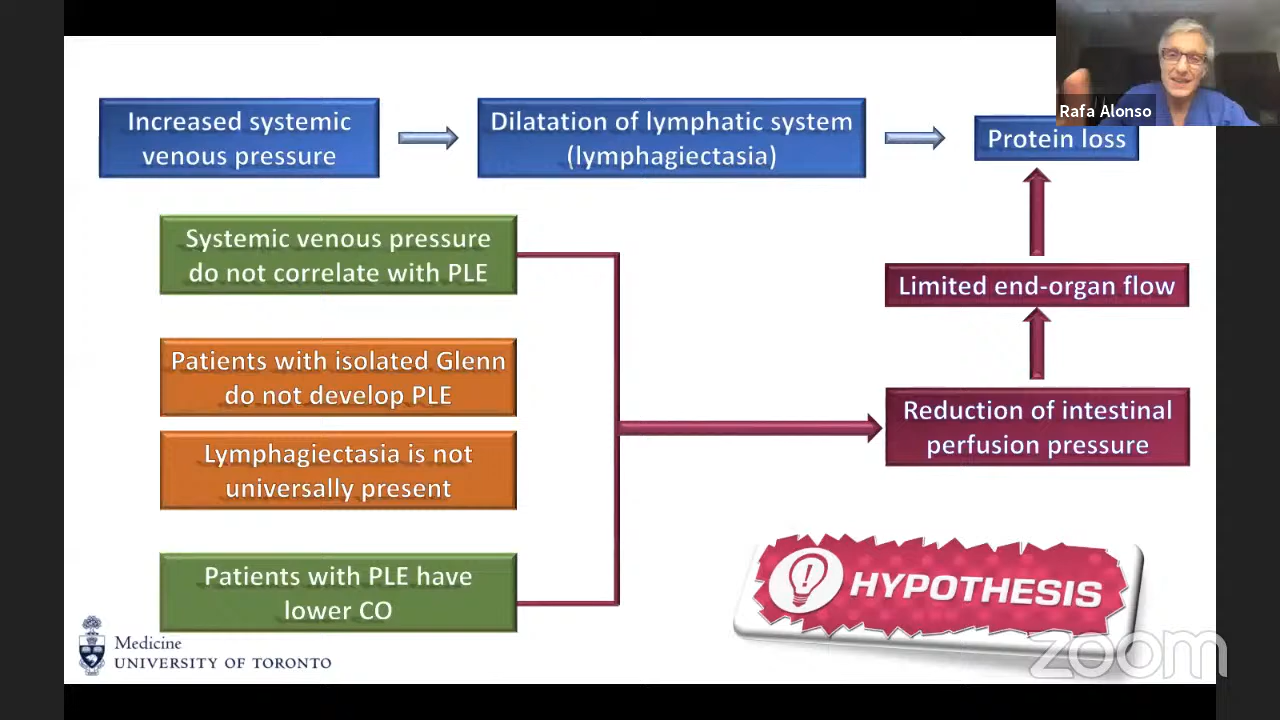 Rafa Alonso
Increased systemic
venous pressure
Dilatation of lymphatic system
(lymphagiectasia)
Protein loss
Systemic venous pressure
do not correlate with PLE
Limited end-organ flow
Patients with isolated Glenn
do not develop PLE
Reduction of intestinal
perfusion pressure
Lymphagiectasia is not
universally present
Patients with PLE have
lower CO
HYPOTHESIS
Medicine
UNIVERSITY OF TORONTO
zoom